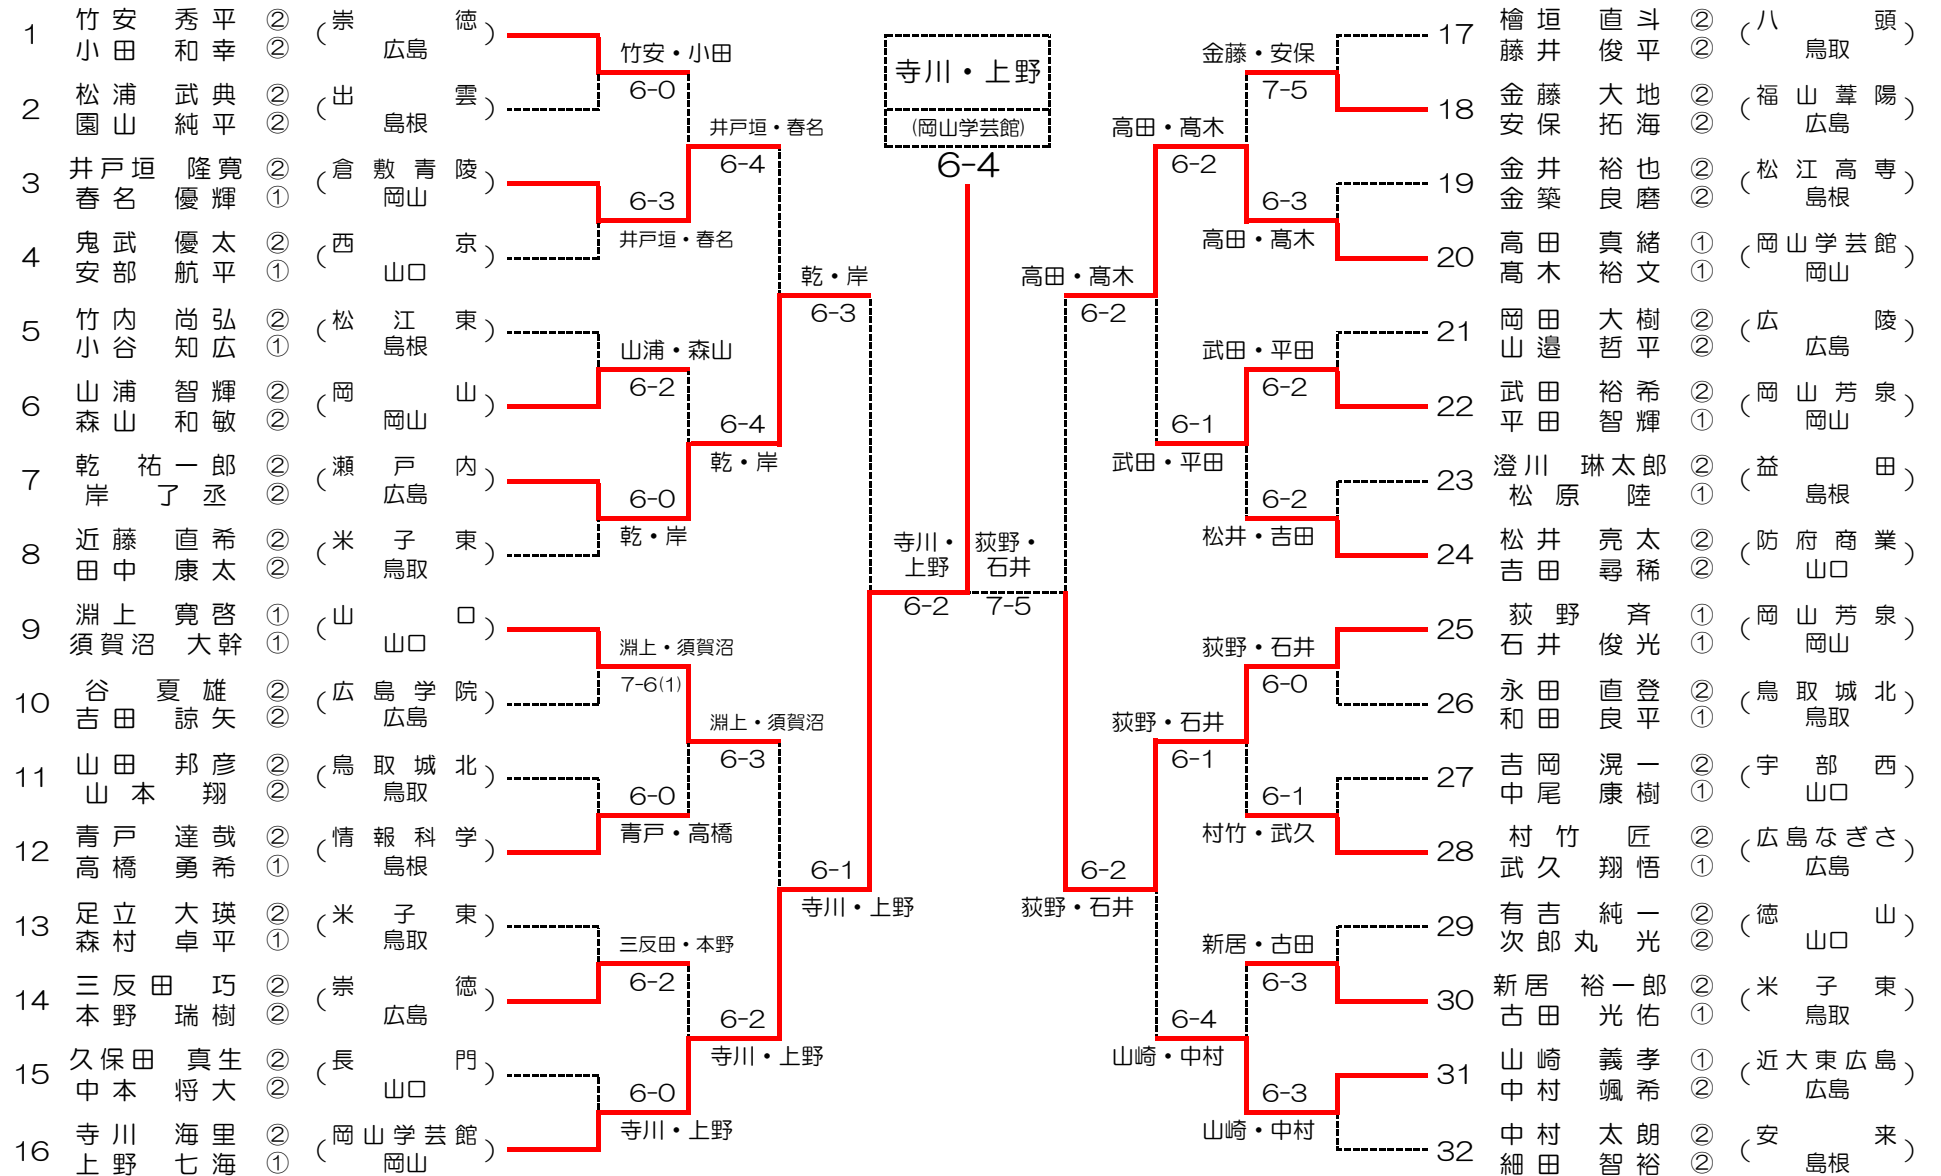 1 竹安 秀平 ② (崇徳)
小田 和幸 ② 広島
2 松浦 武典 ② (出雲)
園山 純平 ② 島根
3 井戸垣 隆寛 ② (倉敷青陵)
春名 優輝 ① 岡山
4 鬼武 優太 ② (西京)
安部 航平 ① 山口
5 竹内 尚弘 ② (松江東)
小谷 知広 ① 島根
6 山浦 智輝 ② (岡山)
森山 和敏 ② 岡山
7 乾 祐一郎 ② (瀬戸内)
岸 了丞 ② 広島
8 近藤 直希 ② (米子東)
田中 康太 ② 鳥取
9 淵上 寛啓 ① (山口)
須賀沼 大幹 ① 山口
10 谷 夏雄 ② (広島学院)
吉田 諒矢 ② 広島
11 山田 邦彦 ② (鳥取城北)
山本 翔 ② 鳥取
12 青戸 達哉 ② (情報科学)
高橋 勇希 ① 島根
13 足立 大瑛 ② (米子東)
森村 卓平 ① 鳥取
14 三反田 巧 ② (崇徳)
本野 瑞樹 ② 広島
15 久保田 真生 ② (長門)
中本 将大 ② 山口
16 寺川 海里 ② (岡山学芸館)
上野 七海 ① 岡山
竹安・小田
6-0
6-3
井戸垣・春名
山浦・森山
6-2
6-0
乾・岸
淵上・須賀沼
7-6(1)
6-0
青戸・高橋
三反田・本野
6-2
6-0
寺川・上野
井戸垣・春名
6-4
6-4
乾・岸
淵上・須賀沼
6-3
6-2
寺川・上野
乾・岸
6-3
6-1
寺川・上野
寺川・上野
(岡山学芸館)
6-4
寺川・
上野
6-2
荻野・
石井
7-5
高田・髙木
6-2
6-2
荻野・石井
高田・髙木
6-2
6-1
武田・平田
荻野・石井
6-1
6-4
山崎・中村
金藤・安保
7-5
6-3
高田・髙木
武田・平田
6-2
6-2
松井・吉田
荻野・石井
6-0
6-1
村竹・武久
新居・古田
6-3
6-3
山崎・中村
17 檜垣 直斗 ② (八頭)
藤井 俊平 ② 鳥取
18 金藤 大地 ② (福山葦陽)
安保 拓海 ② 広島
19 金井 裕也 ② (松江高専)
金築 良磨 ② 島根
20 高田 真緒 ① (岡山学芸館)
髙木 裕文 ① 岡山
21 岡田 大樹 ② (広陵)
山邉 哲平 ② 広島
22 武田 裕希 ② (岡山芳泉)
平田 智輝 ① 岡山
23 澄川 琳太郎 ② (益田)
松原 陸 ① 島根
24 松井 亮太 ② (防府商業)
吉田 尋稀 ② 山口
25 荻野 斉 ① (岡山芳泉)
石井 俊光 ① 岡山
26 永田 直登 ② (鳥取城北)
和田 良平 ① 鳥取
27 吉岡 滉一 ② (宇部西)
中尾 康樹 ① 山口
28 村竹 匠 ② (広島なぎさ)
武久 翔悟 ① 広島
29 有吉 純一 ② (徳山)
次郎丸 光 ② 山口
30 新居 裕一郎 ② (米子東)
古田 光佑 ① 鳥取
31 山崎 義孝 ① (近大東広島)
中村 颯希 ② 広島
32 中村 太朗 ② (安来)
細田 智裕 ② 島根